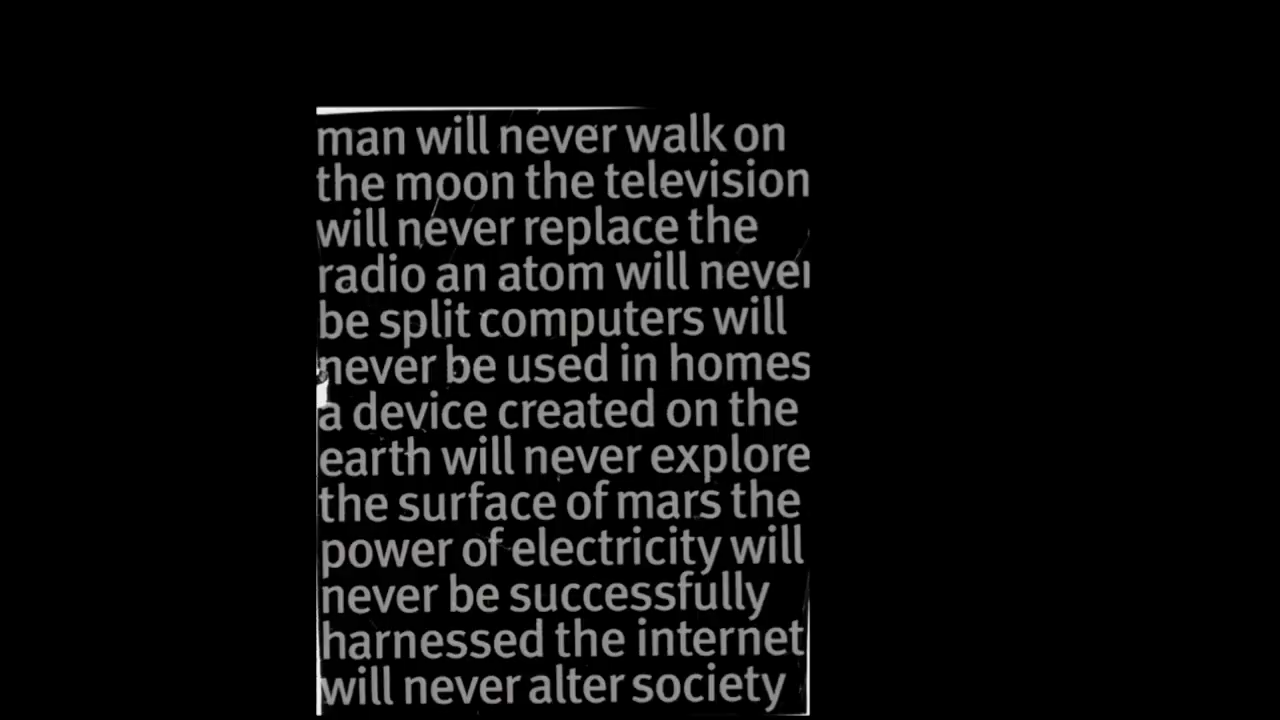 man will never walk on
the moon the television
will never replace the
radio an atom will never
be split computers will
never be used in homes
a device created on the
earth will never explore
the surface of mars the
power of electricity will
never be successfully
harnessed the internet
will never alter society